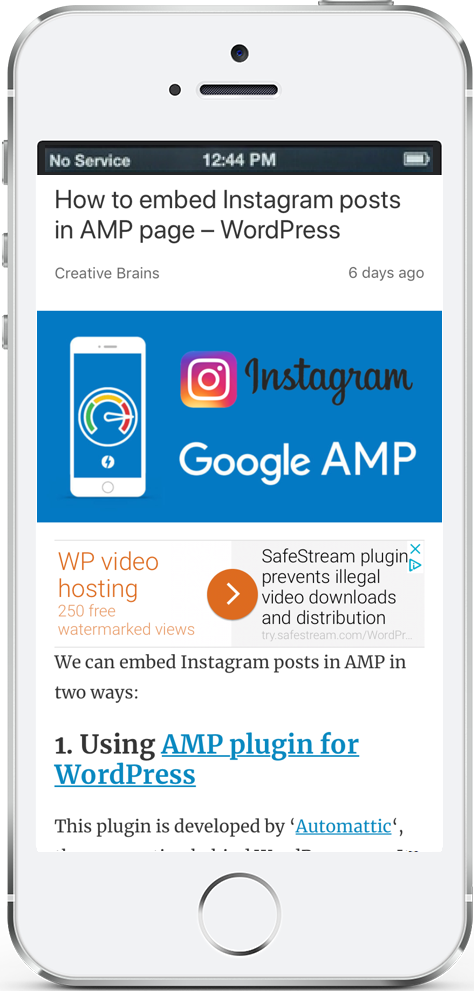 No Service 12:44 PM
How to embed Instagram posts
in AMP page – WordPress
Creative Brains 6 days ago
Instagram
Google AMP
WP video
hosting
250 free
watermarked views
SafeStream plugin
prevents illegal
video downloads
and distribution
try.safestream.com/WordPr...
We can embed Instagram posts in AMP in
two ways:
1. Using AMP plugin for
WordPress
This plugin is developed by ‘Automattic‘,